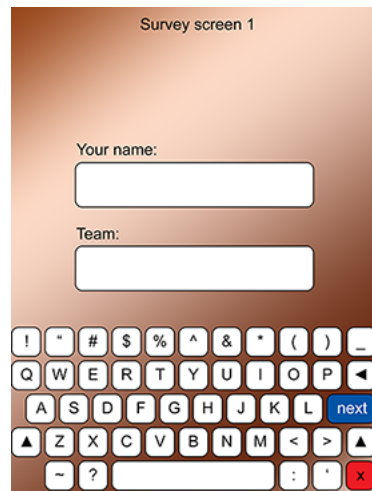 Survey screen 1
Your name:
Team:
! “ # $ % ^ & * ( ) _
Q W E R T Y U I O P ◄
A S D F G H J K L next
▲ Z X C V B N M < > ▲
~ ? : ‘ x